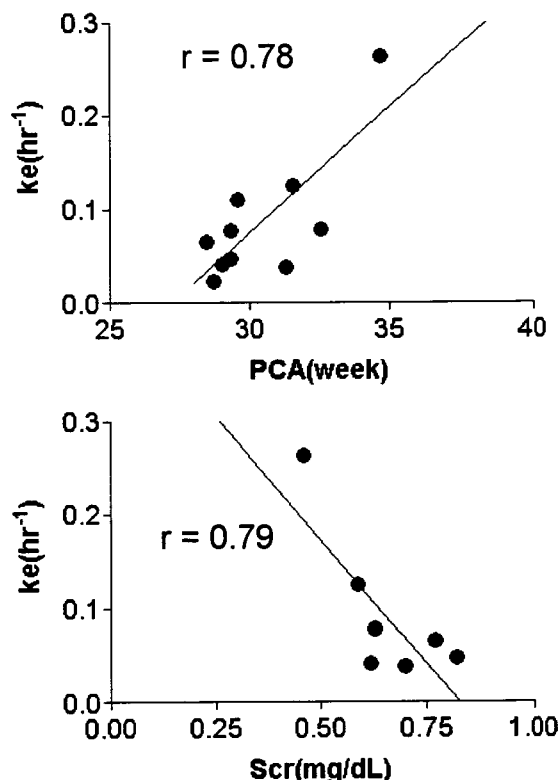 0.3
r = 0.78
0.2
ke(hr⁻¹)
0.1
0.0
25 30 35 40
PCA(week)
0.3
0.2
r = 0.79
ke(hr⁻¹)
0.1
0.0
0.00 0.25 0.50 0.75 1.00
Scr(mg/dL)